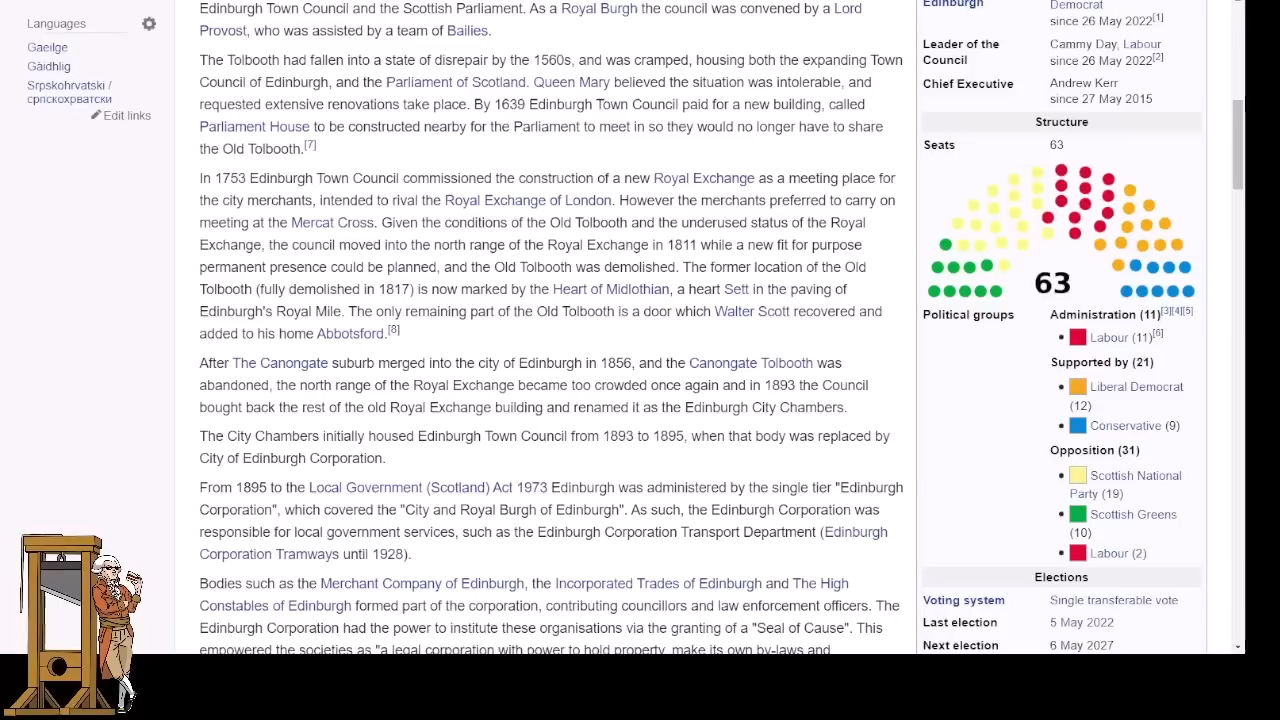 Languages
Gaeilge
Gàidhlig
Srpskohrvatski /
српскохрватски
Edit links
Edinburgh Town Council and the Scottish Parliament. As a Royal Burgh the council was convened by a Lord
Provost, who was assisted by a team of Bailies.
The Tolbooth had fallen into a state of disrepair by the 1560s, and was cramped, housing both the expanding Town
Council of Edinburgh, and the Parliament of Scotland. Queen Mary believed the situation was intolerable, and
requested extensive renovations take place. By 1639 Edinburgh Town Council paid for a new building, called
Parliament House to be constructed nearby for the Parliament to meet in so they would no longer have to share
the Old Tolbooth.[7]
In 1753 Edinburgh Town Council commissioned the construction of a new Royal Exchange as a meeting place for
the city merchants, intended to rival the Royal Exchange of London. However the merchants preferred to carry on
meeting at the Mercat Cross. Given the conditions of the Old Tolbooth and the underused status of the Royal
Exchange, the council moved into the north range of the Royal Exchange in 1811 while a new fit for purpose
permanent presence could be planned, and the Old Tolbooth was demolished. The former location of the Old
Tolbooth (fully demolished in 1817) is now marked by the Heart of Midlothian, a heart Sett in the paving of
Edinburgh's Royal Mile. The only remaining part of the Old Tolbooth is a door which Walter Scott recovered and
added to his home Abbotsford.[8]
After The Canongate suburb merged into the city of Edinburgh in 1856, and the Canongate Tolbooth was
abandoned, the north range of the Royal Exchange became too crowded once again and in 1893 the Council
bought back the rest of the old Royal Exchange building and renamed it as the Edinburgh City Chambers.
The City Chambers initially housed Edinburgh Town Council from 1893 to 1895, when that body was replaced by
City of Edinburgh Corporation.
From 1895 to the Local Government (Scotland) Act 1973 Edinburgh was administered by the single tier "Edinburgh
Corporation", which covered the "City and Royal Burgh of Edinburgh". As such, the Edinburgh Corporation was
responsible for local government services, such as the Edinburgh Corporation Transport Department (Edinburgh
Corporation Tramways until 1928).
Bodies such as the Merchant Company of Edinburgh, the Incorporated Trades of Edinburgh and The High
Constables of Edinburgh formed part of the corporation, contributing councillors and law enforcement officers. The
Edinburgh Corporation had the power to institute these organisations via the granting of a "Seal of Cause". This
empowered the societies as "a legal corporation with power to hold property, make its own by-laws and
Edinburgh
Democrat
since 26 May 2022[1]
Leader of the Council
Cammy Day, Labour
since 26 May 2022[2]
Chief Executive
Andrew Kerr
since 27 May 2015
Structure
Seats
63
63
Political groups
Administration (11)[3][4][5]
Labour (11)[6]
Supported by (21)
Liberal Democrat
(12)
Conservative (9)
Opposition (31)
Scottish National
Party (19)
Scottish Greens
(10)
Labour (2)
Elections
Voting system
Single transferable vote
Last election
5 May 2022
Next election
6 May 2027